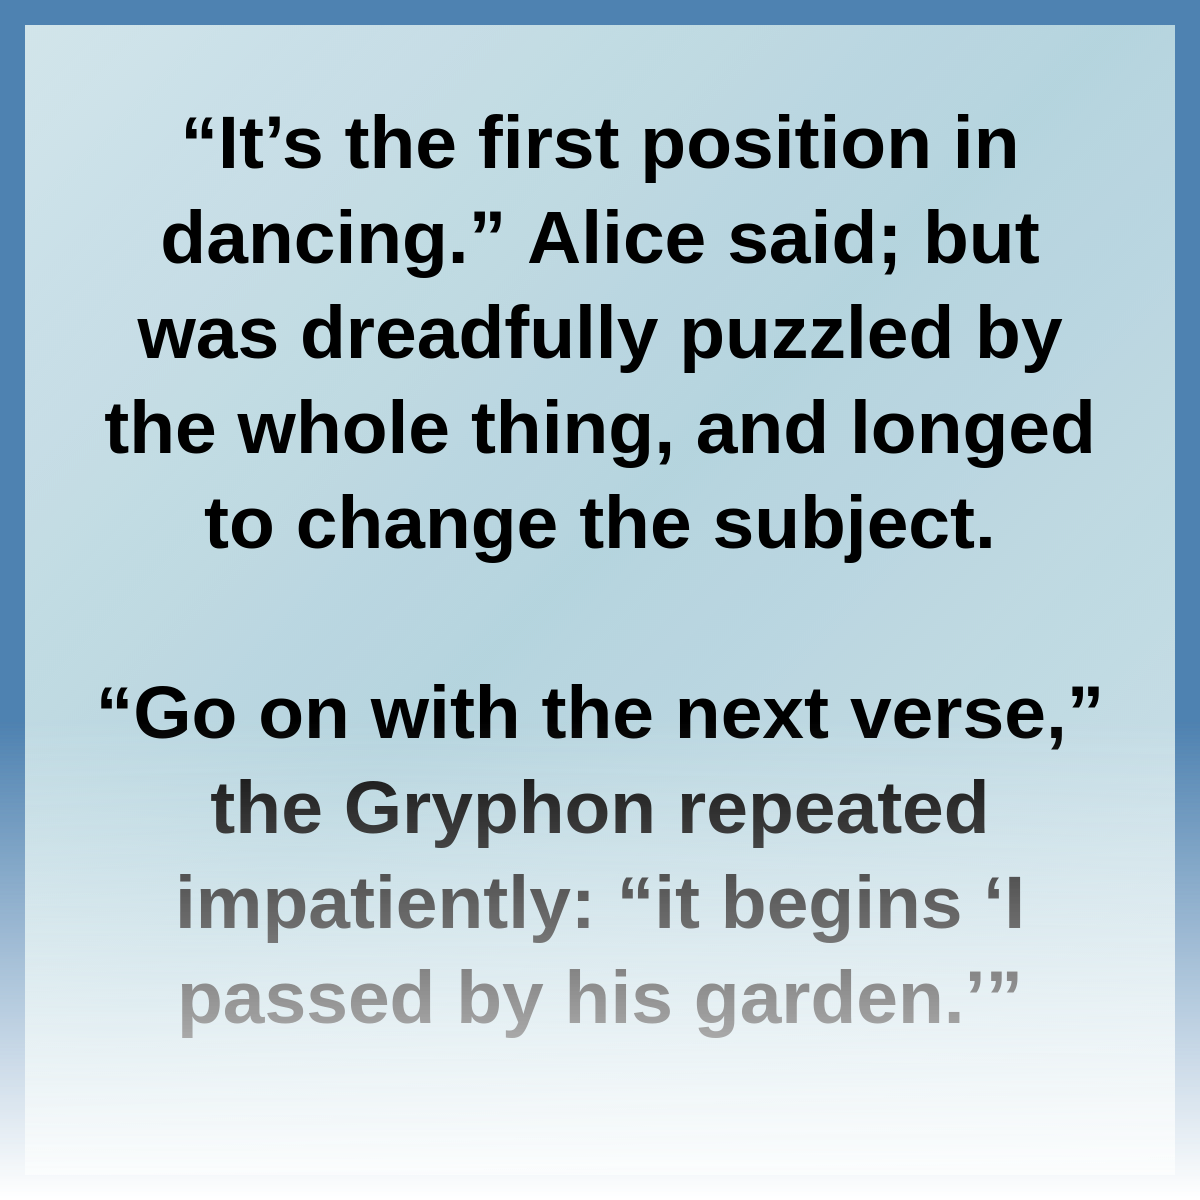 “It’s the first position in
dancing.” Alice said; but
was dreadfully puzzled by
the whole thing, and longed
to change the subject.
“Go on with the next verse,”
the Gryphon repeated
impatiently: “it begins ‘I
passed by his garden.’”